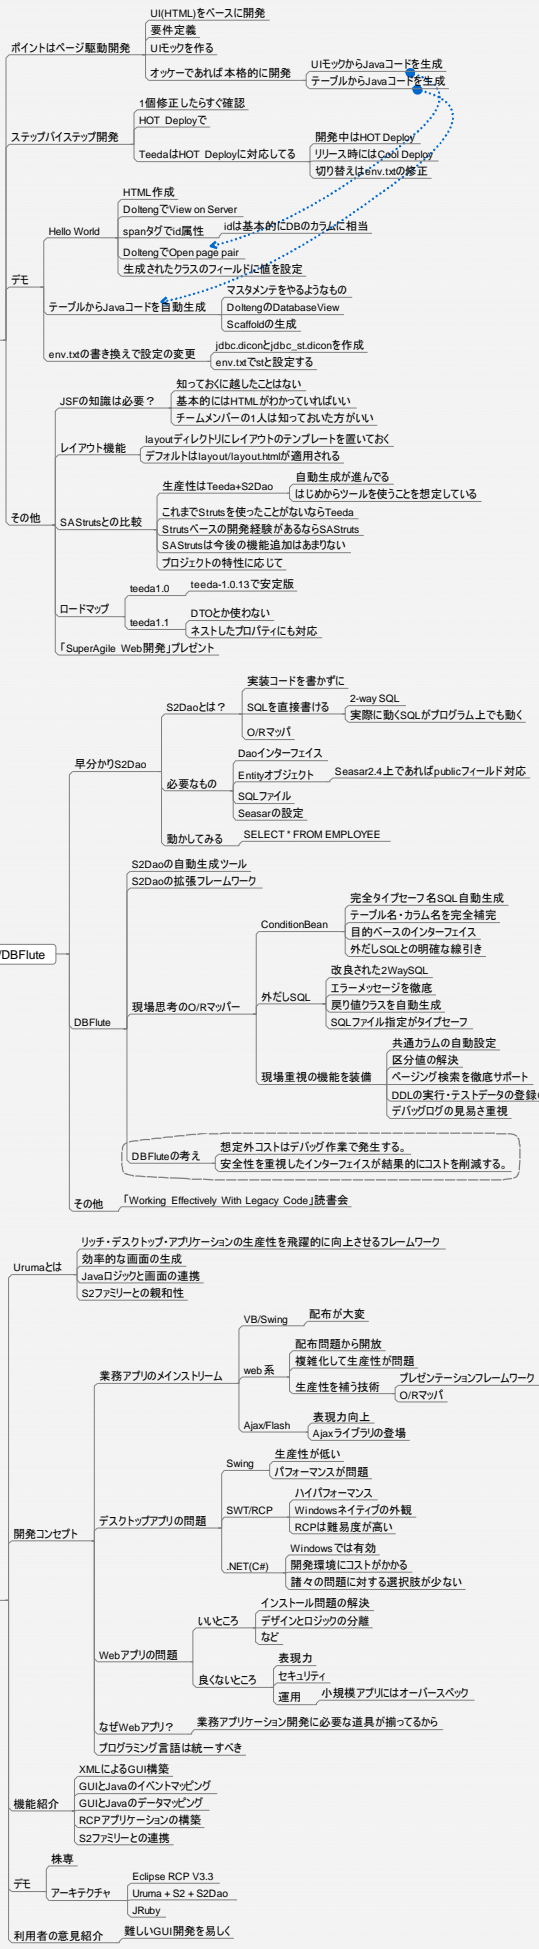 UI(HTML)をベースに開発
要件定義
UIモックを作る
ポイントはページ駆動開発
オッケーであれば本格的に開発
UIモックからJavaコードを生成
テーブルからJavaコードを生成
1個修正したらすぐ確認
HOT Deployで
ステップバイステップ開発
TeedaはHOT Deployに対応してる
開発中はHOT Deploy
リリース時にはCool Deploy
切り替えはenv.txtの修正
HTML作成
DoltengでView on Server
Hello World
spanタグでid属性
idは基本的にDBのカラムに相当
DoltengでOpen page pair
生成されたクラスのフィールドに値を設定
デモ
テーブルからJavaコードを自動生成
マスタメンテをやるようなもの
DoltengのDatabaseView
Scaffoldの生成
env.txtの書き換えで設定の変更
jdbc.diconとjdbc_st.diconを作成
env.txtでstと設定する
JSFの知識は必要？
知っておくに越したことはない
基本的にはHTMLがわかっていればいい
チームメンバーの1人は知っておいた方がいい
レイアウト機能
layoutディレクトリにレイアウトのテンプレートを置いておく
デフォルトはlayout/layout.htmlが適用される
その他
SAStrutsとの比較
生産性はTeeda+S2Dao
自動生成が進んでる
はじめからツールを使うことを想定している
これまでStrutsを使ったことがないならTeeda
Strutsベースの開発経験があるならSAStruts
SAStrutsは今後の機能追加はあまりない
プロジェクトの特性に応じて
ロードマップ
teeda1.0
teeda-1.0.13で安定版
teeda1.1
DTOとか使わない
ネストしたプロパティにも対応
「SuperAgile Web開発」プレゼント
早分かりS2Dao
S2Daoとは？
実装コードを書かずに
SQLを直接書ける
2-way SQL
実際に動くSQLがプログラム上でも動く
O/Rマッパ
必要なもの
Daoインターフェイス
Entityオブジェクト
Seasar2.4上であればpublicフィールド対応
SQLファイル
Seasarの設定
動かしてみる
SELECT * FROM EMPLOYEE
/DBFlute
DBFlute
S2Daoの自動生成ツール
S2Daoの拡張フレームワーク
現場思考のO/Rマッパー
ConditionBean
完全タイプセーフ名SQL自動生成
テーブル名・カラム名を完全補完
目的ベースのインターフェイス
外だしSQLとの明確な線引き
外だしSQL
改良された2WaySQL
エラーメッセージを徹底
戻り値クラスを自動生成
SQLファイル指定がタイプセーフ
現場重視の機能を装備
共通カラムの自動設定
区分値の解決
ページング検索を徹底サポート
DDLの実行・テストデータの登録
デバッグログの見易さ重視
DBFluteの考え
想定外コストはデバッグ作業で発生する。
安全性を重視したインターフェイスが結果的にコストを削減する。
その他
「Working Effectively With Legacy Code」読書会
Urumaとは
リッチ・デスクトップ・アプリケーションの生産性を飛躍的に向上させるフレームワーク
効率的な画面の生成
Javaロジックと画面の連携
S2ファミリーとの親和性
開発コンセプト
業務アプリのメインストリーム
VB/Swing
配布が大変
web系
配布問題から開放
複雑化して生産性が問題
生産性を補う技術
プレゼンテーションフレームワーク
O/Rマッパ
Ajax/Flash
表現力向上
Ajaxライブラリの登場
デスクトップアプリの問題
Swing
生産性が低い
パフォーマンスが問題
SWT/RCP
ハイパフォーマンス
Windowsネイティブの外観
RCPは難易度が高い
.NET(C#)
Windowsでは有効
開発環境にコストがかかる
諸々の問題に対する選択肢が少ない
Webアプリの問題
いいところ
インストール問題の解決
デザインとロジックの分離
など
良くないところ
表現力
セキュリティ
運用
小規模アプリにはオーバースペック
なぜWebアプリ？
業務アプリケーション開発に必要な道具が揃ってるから
プログラミング言語は統一すべき
機能紹介
XMLによるGUI構築
GUIとJavaのイベントマッピング
GUIとJavaのデータマッピング
RCPアプリケーションの構築
S2ファミリーとの連携
デモ
株専
アーキテクチャ
Eclipse RCP V3.3
Uruma + S2 + S2Dao
JRuby
利用者の意見紹介
難しいGUI開発を易しく